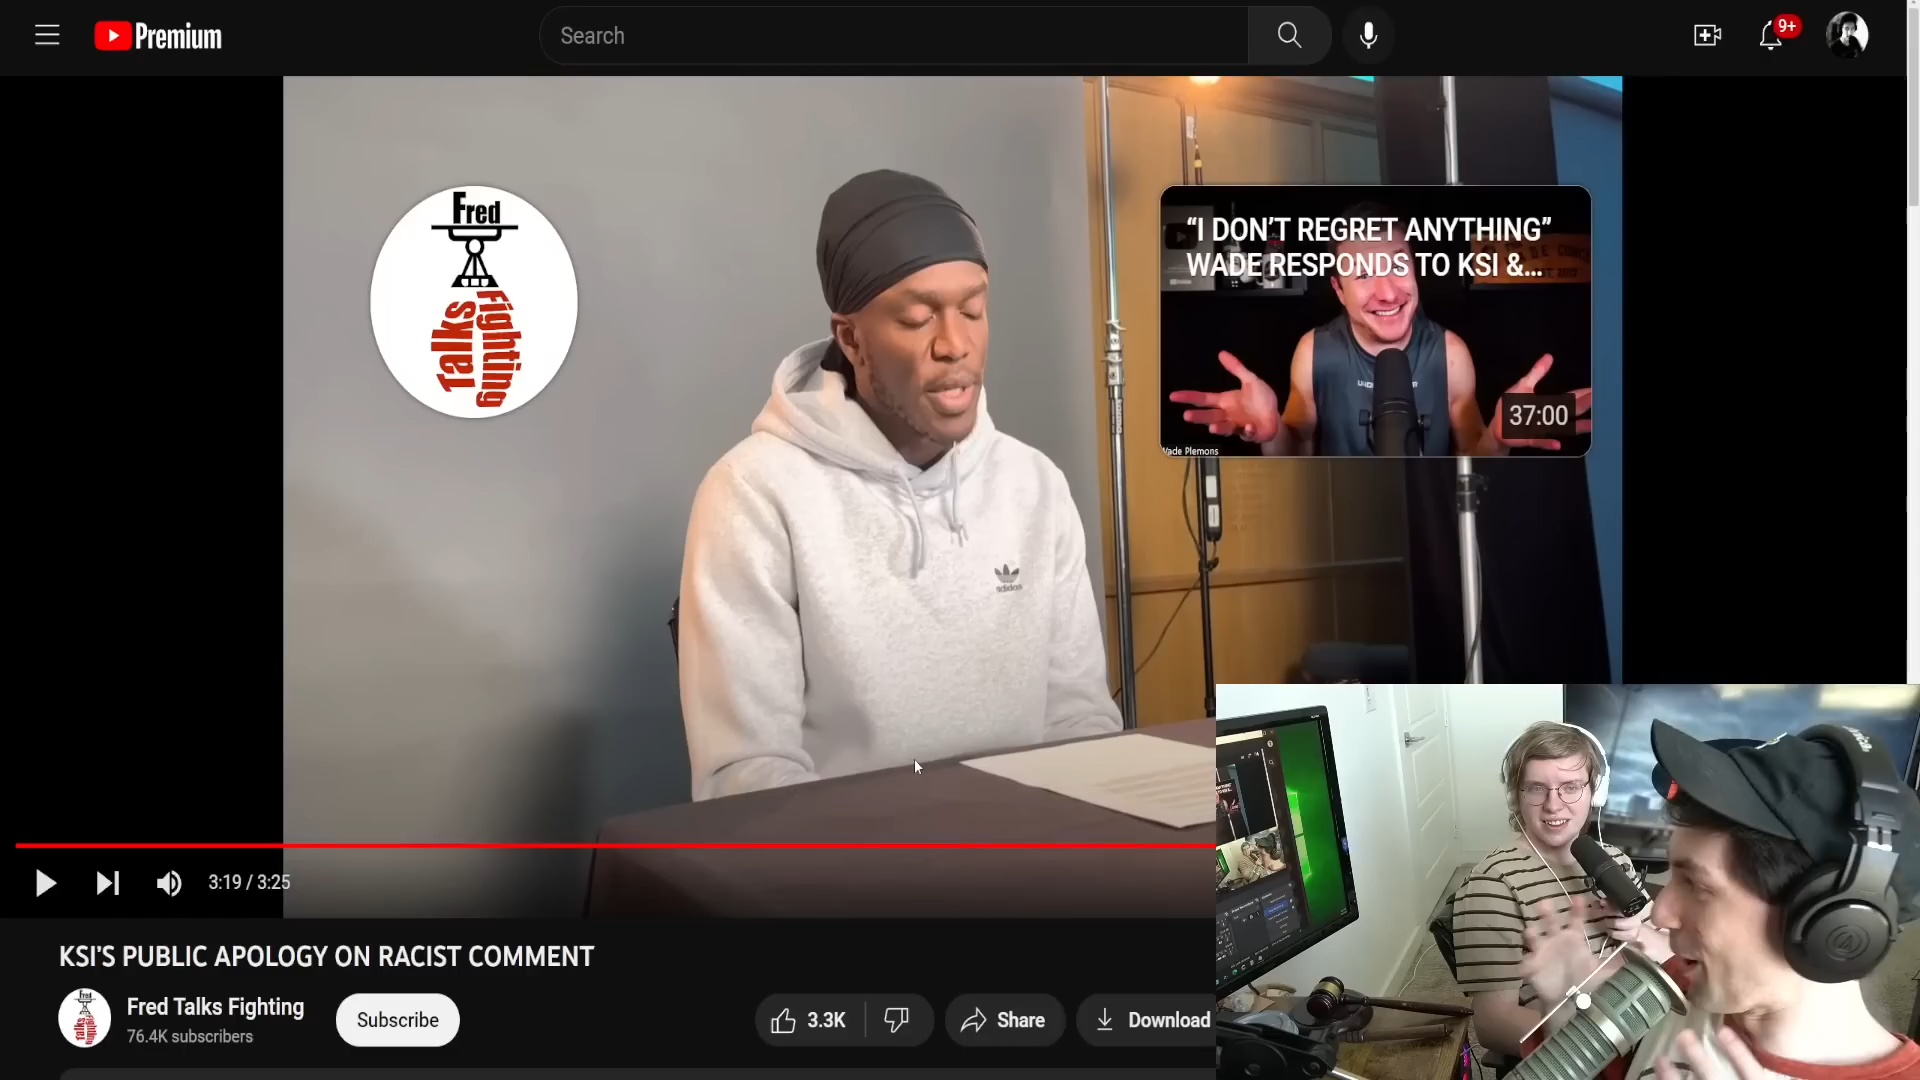 Premium
Search
9+
Fred
Talks
Fighting
“I DON’T REGRET ANYTHING”
WADE RESPONDS TO KSI &...
37:00
Wade Plemons
adidas
3:19 / 3:25
KSI'S PUBLIC APOLOGY ON RACIST COMMENT
Fred Talks Fighting
76.4K subscribers
Subscribe
3.3K
Share
Download